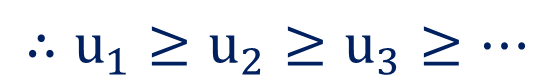 ∴ u₁ ≥ u₂ ≥ u₃ ≥ ⋯